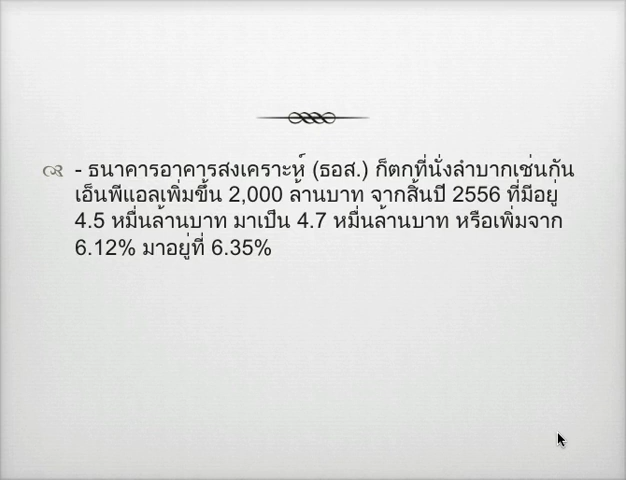 - ธนาคารอาคารสงเคราะห์ (ธอส.) ก็ตกที่นั่งลำบากเช่นกัน
เอ็นพีแอลเพิ่มขึ้น 2,000 ล้านบาท จากสิ้นปี 2556 ที่มีอยู่
4.5 หมื่นล้านบาท มาเป็น 4.7 หมื่นล้านบาท หรือเพิ่มจาก
6.12% มาอยู่ที่ 6.35%